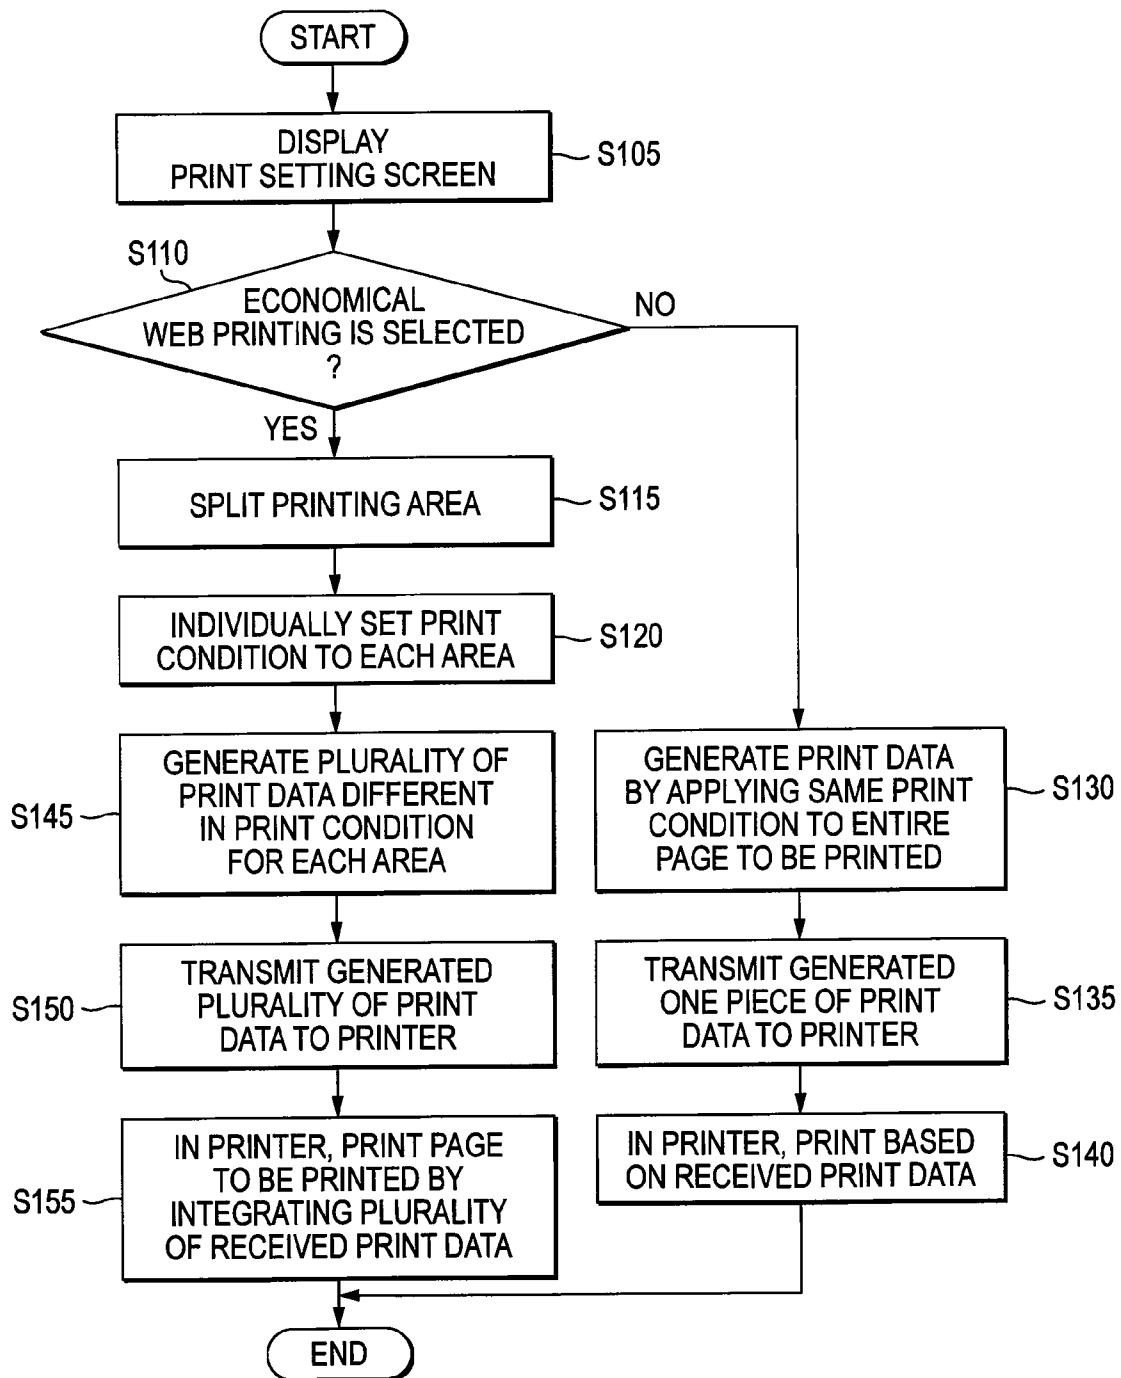 START
DISPLAY
PRINT SETTING SCREEN
S105
S110
ECONOMICAL
WEB PRINTING IS SELECTED
?
NO
YES
SPLIT PRINTING AREA
S115
INDIVIDUALLY SET PRINT
CONDITION TO EACH AREA
S120
GENERATE PLURALITY OF
PRINT DATA DIFFERENT
IN PRINT CONDITION
FOR EACH AREA
S145
GENERATE PRINT DATA
BY APPLYING SAME PRINT
CONDITION TO ENTIRE
PAGE TO BE PRINTED
S130
TRANSMIT GENERATED
PLURALITY OF PRINT
DATA TO PRINTER
S150
TRANSMIT GENERATED
ONE PIECE OF PRINT
DATA TO PRINTER
S135
IN PRINTER, PRINT PAGE
TO BE PRINTED BY
INTEGRATING PLURALITY
OF RECEIVED PRINT DATA
S155
IN PRINTER, PRINT BASED
ON RECEIVED PRINT DATA
S140
END